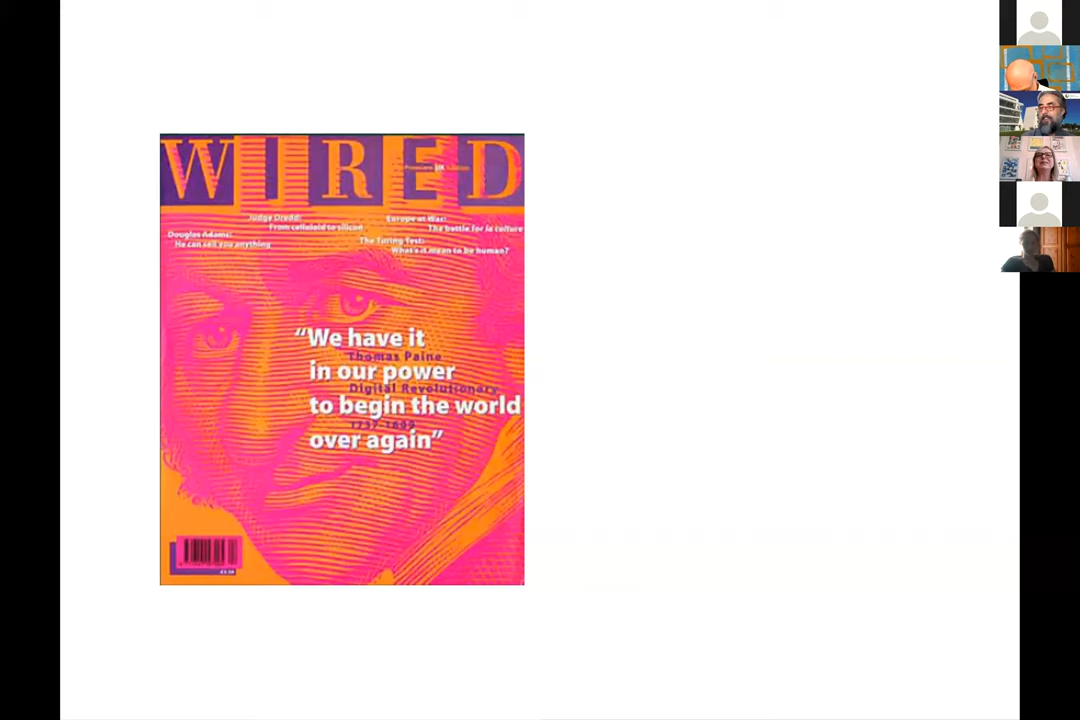 WIRED
UK
Judge Dredd:
From celluloid to silicon
Europe at War:
The battle for la culture
Douglas Adams:
He can sell you anything
The Turing Test:
What's it mean to be human?
“We have it
Thomas Paine
in our power
Digital Revolutionary
to begin the world
over again”